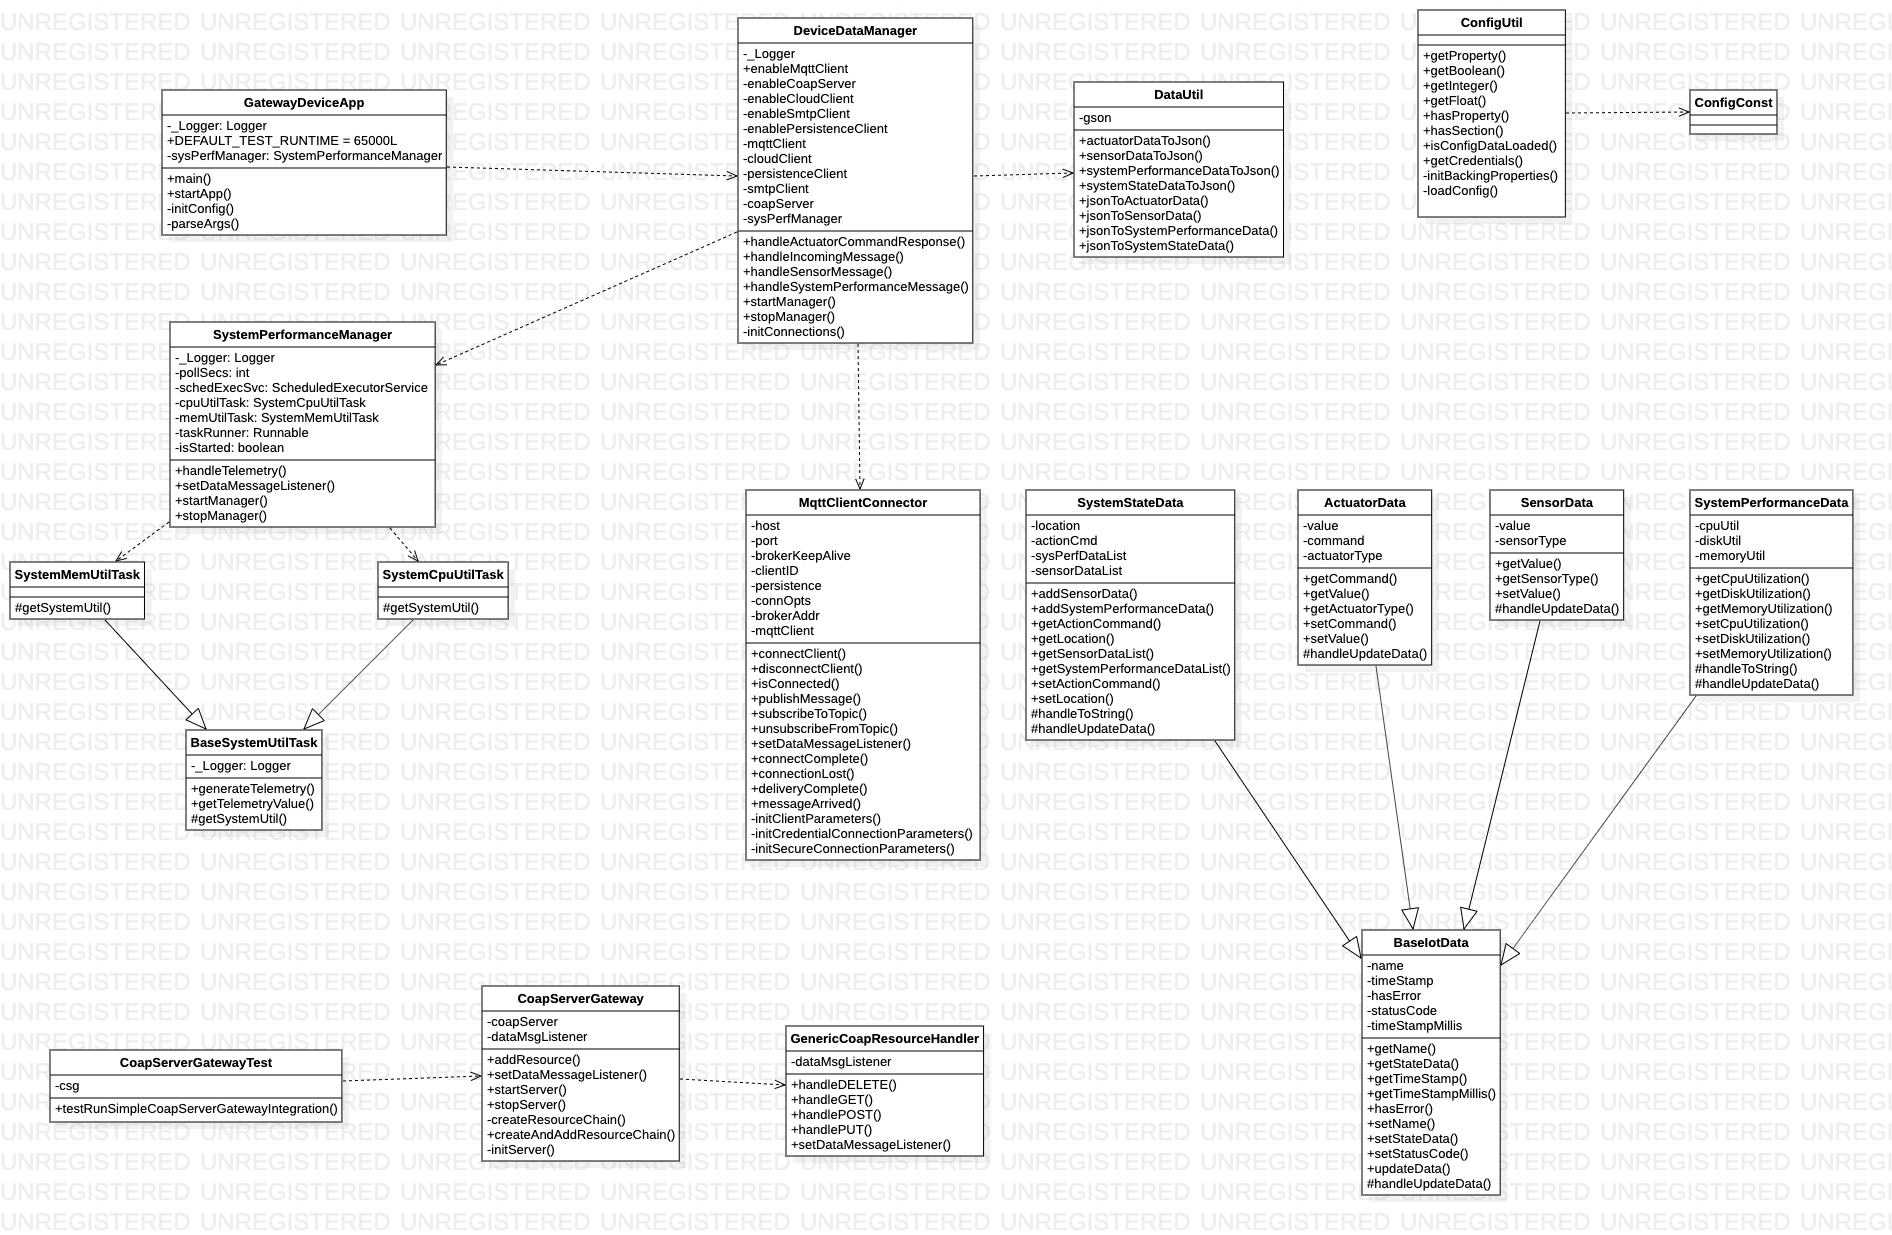 GatewayDeviceApp
-_Logger: Logger
+DEFAULT_TEST_RUNTIME = 65000L
-sysPerfManager: SystemPerformanceManager
+main()
+startApp()
-initConfig()
-parseArgs()
DeviceDataManager
-_Logger
+enableMqttClient
-enableCoapServer
-enableCloudClient
-enableSmtpClient
-enablePersistenceClient
-mqttClient
-cloudClient
-persistenceClient
-smtpClient
-coapServer
-sysPerfManager
+handleActuatorCommandResponse()
+handleIncomingMessage()
+handleSensorMessage()
+handleSystemPerformanceMessage()
+startManager()
+stopManager()
-initConnections()
DataUtil
-gson
+actuatorDataToJson()
+sensorDataToJson()
+systemPerformanceDataToJson()
+systemStateDataToJson()
+jsonToActuatorData()
+jsonToSensorData()
+jsonToSystemPerformanceData()
+jsonToSystemStateData()
ConfigUtil
+getProperty()
+getBoolean()
+getInteger()
+getFloat()
+hasProperty()
+hasSection()
+isConfigDataLoaded()
+getCredentials()
-initBackingProperties()
-loadConfig()
ConfigConst
SystemPerformanceManager
-_Logger: Logger
-pollSecs: int
-schedExecSvc: ScheduledExecutorService
-cpuUtilTask: SystemCpuUtilTask
-memUtilTask: SystemMemUtilTask
-taskRunner: Runnable
-isStarted: boolean
+handleTelemetry()
+setDataMessageListener()
+startManager()
+stopManager()
SystemMemUtilTask
#getSystemUtil()
SystemCpuUtilTask
#getSystemUtil()
BaseSystemUtilTask
-_Logger: Logger
+generateTelemetry()
+getTelemetryValue()
#getSystemUtil()
MqttClientConnector
-host
-port
-brokerKeepAlive
-clientID
-persistence
-connOpts
-brokerAddr
-mqttClient
+connectClient()
+disconnectClient()
+isConnected()
+publishMessage()
+subscribeToTopic()
+unsubscribeFromTopic()
+setDataMessageListener()
+connectComplete()
+connectionLost()
+deliveryComplete()
+messageArrived()
-initClientParameters()
-initCredentialConnectionParameters()
-initSecureConnectionParameters()
SystemStateData
-location
-actionCmd
-sysPerfDataList
-sensorDataList
+addSensorData()
+addSystemPerformanceData()
+getActionCommand()
+getLocation()
+getSensorDataList()
+getSystemPerformanceDataList()
+setActionCommand()
+setLocation()
#handleToString()
#handleUpdateData()
ActuatorData
-value
-command
-actuatorType
+getCommand()
+getValue()
+getActuatorType()
+setCommand()
+setValue()
#handleUpdateData()
SensorData
-value
-sensorType
+getValue()
+getSensorType()
+setValue()
#handleUpdateData()
SystemPerformanceData
-cpuUtil
-diskUtil
-memoryUtil
+getCpuUtilization()
+getDiskUtilization()
+getMemoryUtilization()
+setCpuUtilization()
+setDiskUtilization()
+setMemoryUtilization()
#handleToString()
#handleUpdateData()
BaseIotData
-name
-timeStamp
-hasError
-statusCode
-timeStampMillis
+getName()
+getStateData()
+getTimeStamp()
+getTimeStampMillis()
+hasError()
+setName()
+setStateData()
+setStatusCode()
+updateData()
#handleUpdateData()
CoapServerGatewayTest
-csg
+testRunSimpleCoapServerGatewayIntegration()
CoapServerGateway
-coapServer
-dataMsgListener
+addResource()
+setDataMessageListener()
+startServer()
+stopServer()
-createResourceChain()
+createAndAddResourceChain()
-initServer()
GenericCoapResourceHandler
-dataMsgListener
+handleDELETE()
+handleGET()
+handlePOST()
+handlePUT()
+setDataMessageListener()
UNREGISTERED